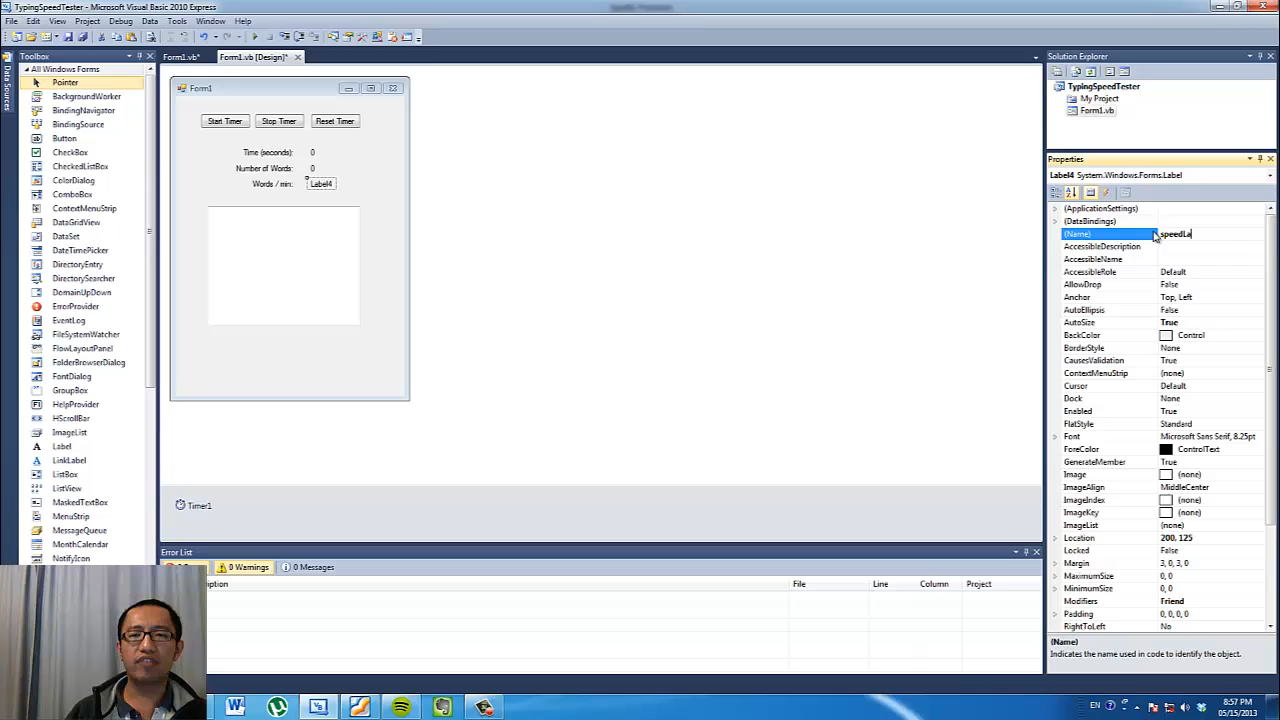 TypingSpeedTester - Microsoft Visual Basic 2010 Express
File Edit View Project Debug Data Tools Window Help
Toolbox
Form1.vb*
Form1.vb [Design]*
Solution Explorer
Data Sources
All Windows Forms
Pointer
BackgroundWorker
BindingNavigator
BindingSource
Button
CheckBox
CheckedListBox
ColorDialog
ComboBox
ContextMenuStrip
DataGridView
DataSet
DateTimePicker
DirectoryEntry
DirectorySearcher
DomainUpDown
ErrorProvider
EventLog
FileSystemWatcher
FlowLayoutPanel
FolderBrowserDialog
FontDialog
GroupBox
HelpProvider
HScrollBar
ImageList
Label
LinkLabel
ListBox
ListView
MaskedTextBox
MenuStrip
MessageQueue
MonthCalendar
NotifyIcon
Form1
Start Timer Stop Timer Reset Timer
Time (seconds): 0
Number of Words: 0
Words / min: Label4
Timer1
Error List
0 Warnings 0 Messages
File Line Column Project
TypingSpeedTester
My Project
Form1.vb
Properties
Label4 System.Windows.Forms.Label
(ApplicationSettings)
(DataBindings)
(Name) speedLa
AccessibleDescription
AccessibleName
AccessibleRole Default
AllowDrop False
Anchor Top, Left
AutoEllipsis False
AutoSize True
BackColor Control
BorderStyle None
CausesValidation True
ContextMenuStrip (none)
Cursor Default
Dock None
Enabled True
FlatStyle Standard
Font Microsoft Sans Serif, 8.25pt
ForeColor ControlText
GenerateMember True
Image (none)
ImageAlign MiddleCenter
ImageIndex (none)
ImageKey (none)
ImageList (none)
Location 200, 125
Locked False
Margin 3, 0, 3, 0
MaximumSize 0, 0
MinimumSize 0, 0
Modifiers Friend
Padding 0, 0, 0, 0
RightToLeft No
(Name)
Indicates the name used in code to identify the object.
EN
8:57 PM
05/15/2013